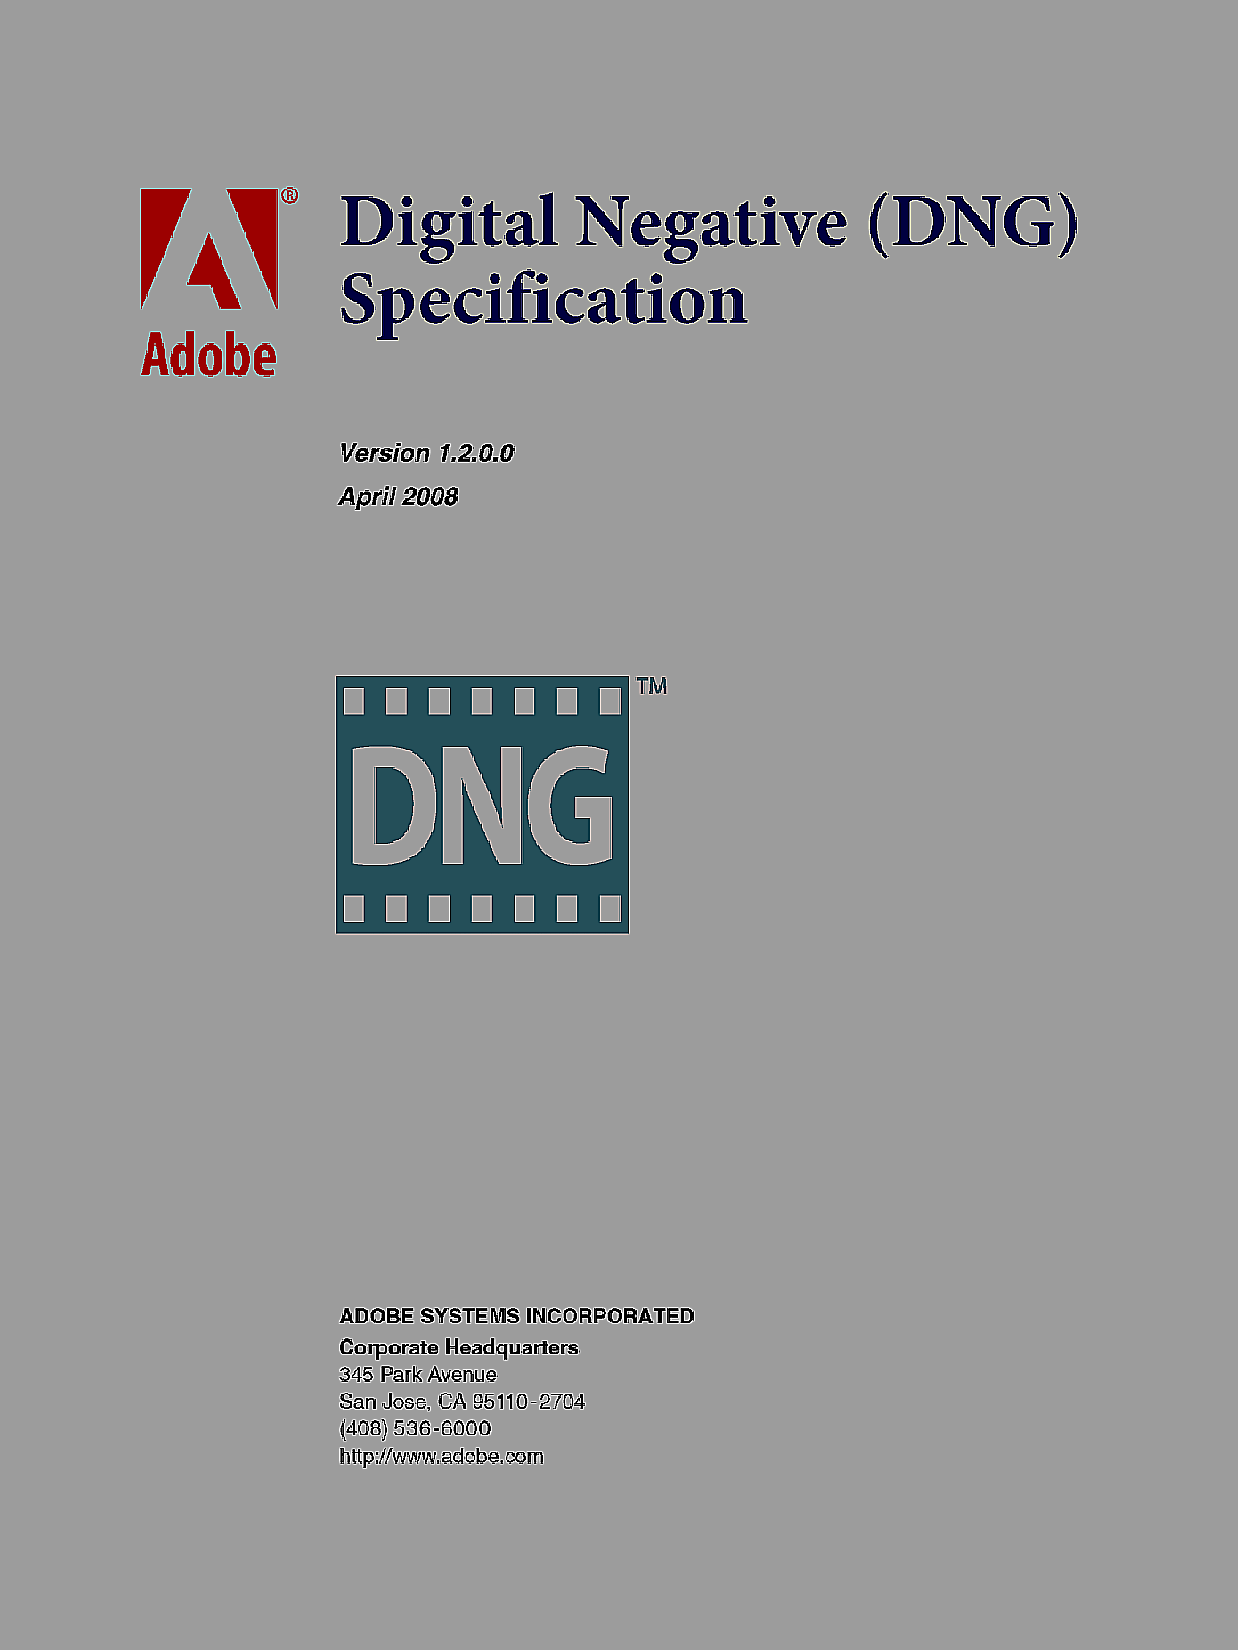 Digital Negative (DNG)
Specification
Adobe
®
Version 1.2.0.0
April 2008
DNG
TM
ADOBE SYSTEMS INCORPORATED
Corporate Headquarters
345 Park Avenue
San Jose, CA 95110-2704
(408) 536-6000
http://www.adobe.com